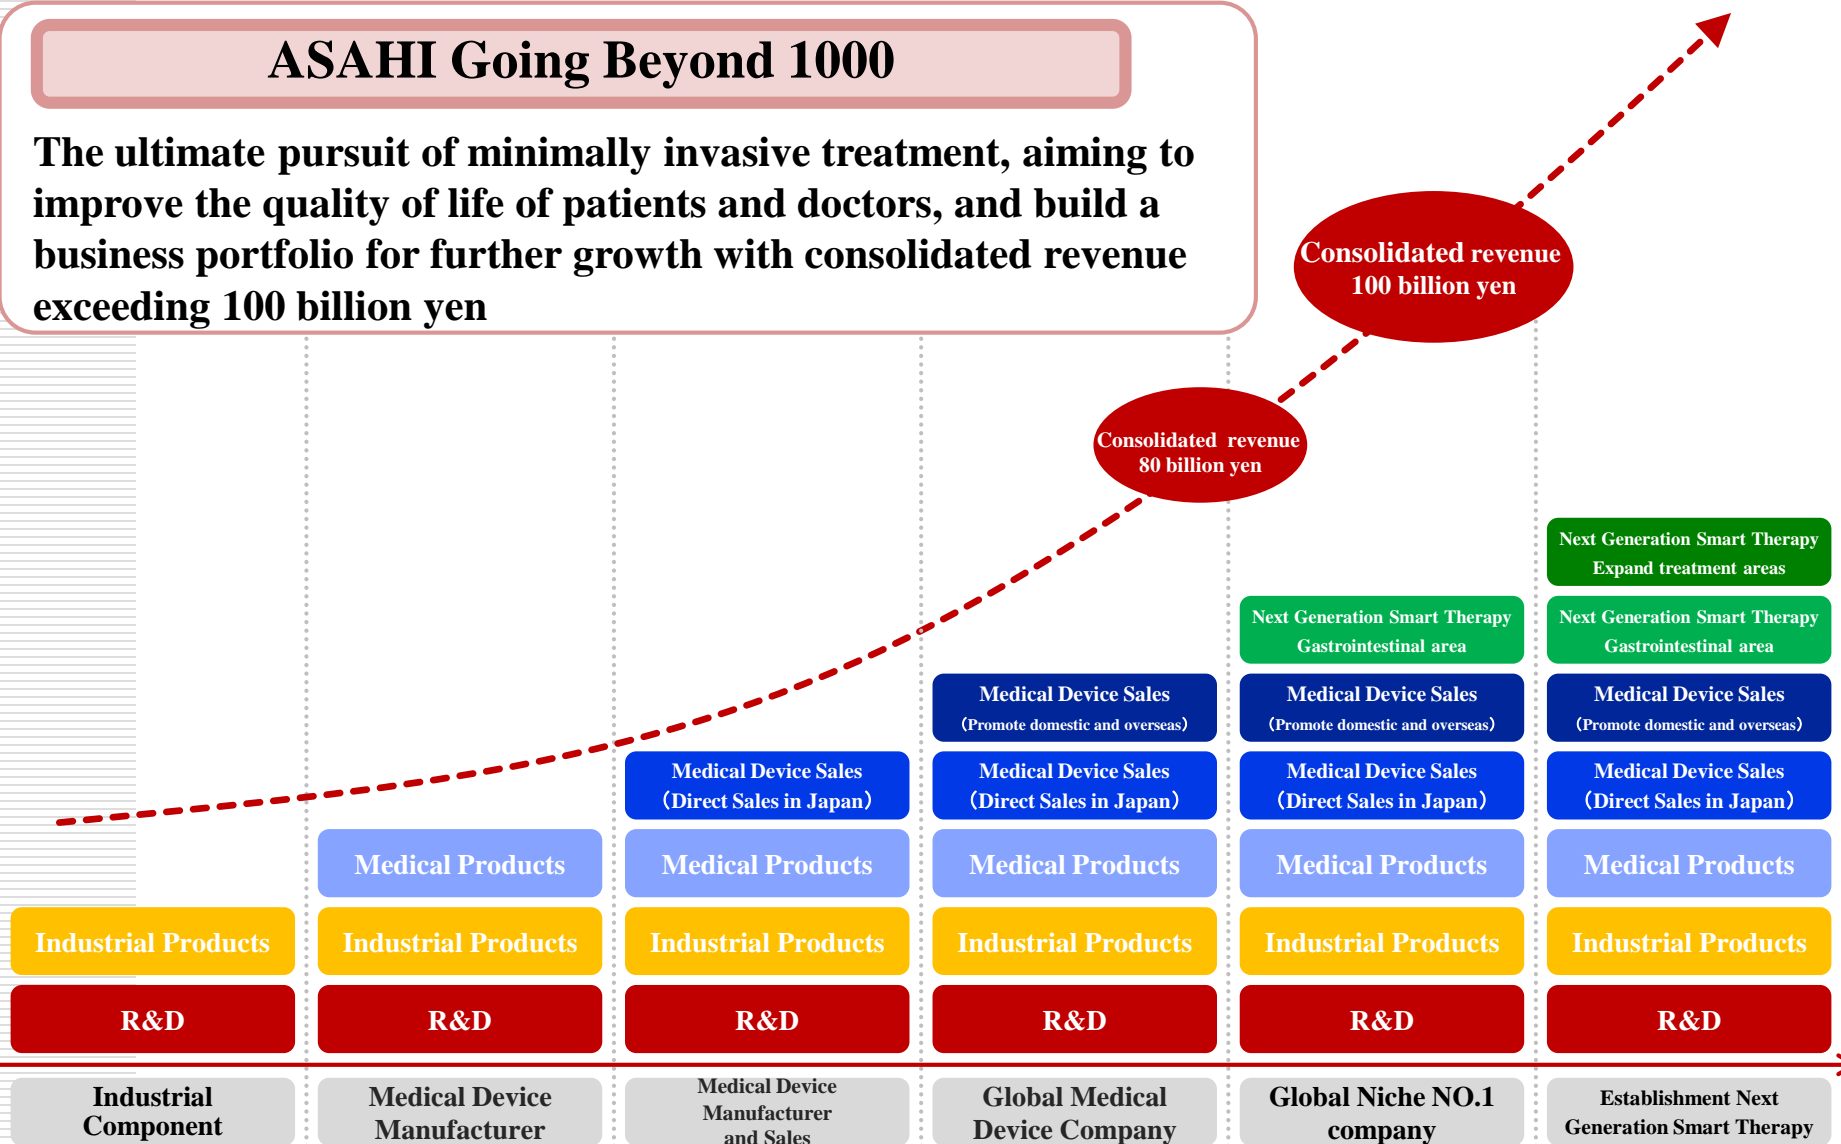 ASAHI Going Beyond 1000
The ultimate pursuit of minimally invasive treatment, aiming to
improve the quality of life of patients and doctors, and build a
business portfolio for further growth with consolidated revenue
exceeding 100 billion yen
Consolidated revenue
100 billion yen
Consolidated revenue
80 billion yen
Next Generation Smart Therapy
Expand treatment areas
Next Generation Smart Therapy
Gastrointestinal area
Next Generation Smart Therapy
Gastrointestinal area
Medical Device Sales
（Promote domestic and overseas）
Medical Device Sales
（Promote domestic and overseas）
Medical Device Sales
（Promote domestic and overseas）
Medical Device Sales
（Direct Sales in Japan）
Medical Device Sales
（Direct Sales in Japan）
Medical Device Sales
（Direct Sales in Japan）
Medical Device Sales
（Direct Sales in Japan）
Medical Products
Medical Products
Medical Products
Medical Products
Medical Products
Industrial Products
Industrial Products
Industrial Products
Industrial Products
Industrial Products
Industrial Products
R&D
R&D
R&D
R&D
R&D
R&D
Industrial
Component
Medical Device
Manufacturer
Medical Device
Manufacturer
and Sales
Global Medical
Device Company
Global Niche NO.1
company
Establishment Next
Generation Smart Therapy